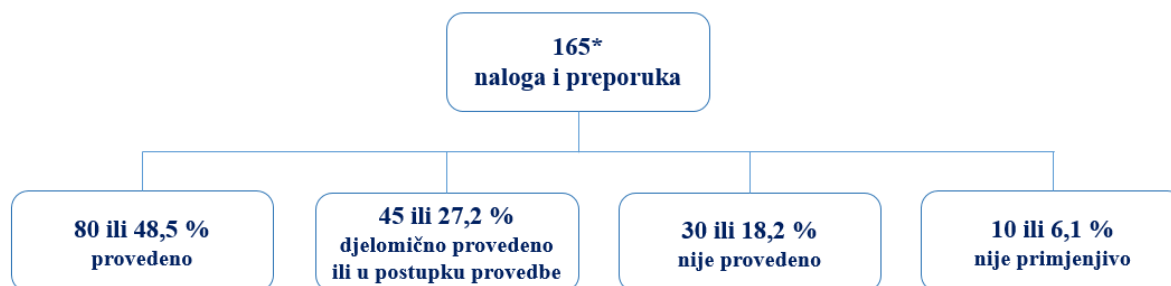 165*
naloga i preporuka
80 ili 48,5 %
provedeno
45 ili 27,2 %
djelomično provedeno
ili u postupku provedbe
30 ili 18,2 %
nije provedeno
10 ili 6,1 %
nije primjenjivo